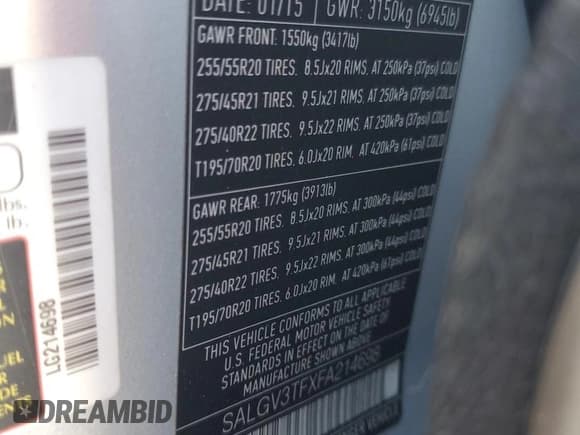 DATE: 01/15 GWR: 3150kg (6945lb)
GAWR FRONT: 1550kg (3417lb)
255/55R20 TIRES. 8.5Jx20 RIMS. AT 250kPa (37psi) COLD
275/45R21 TIRES. 9.5Jx21 RIMS. AT 250kPa (37psi) COLD
275/40R22 TIRES. 9.5Jx22 RIMS. AT 250kPa (37psi) COLD
T195/70R20 TIRES. 6.0Jx20 RIM. AT 420kPa (61psi) COLD
GAWR REAR: 1775kg (3913lb)
255/55R20 TIRES. 8.5Jx20 RIMS. AT 300kPa (44psi) COLD
275/45R21 TIRES. 9.5Jx21 RIMS. AT 300kPa (44psi) COLD
275/40R22 TIRES. 9.5Jx22 RIMS. AT 300kPa (44psi) COLD
T195/70R20 TIRES. 6.0Jx20 RIM. AT 420kPa (61psi) COLD
THIS VEHICLE CONFORMS TO ALL APPLICABLE
U.S. FEDERAL MOTOR VEHICLE SAFETY
STANDARDS IN EFFECT ON THE DATE OF
MANUFACTURE SHOWN ABOVE.
SALGV3TFXFA214698
VEHICLE
lbs.
lb.
LG214698
UEL
R
DE
DREAMBID